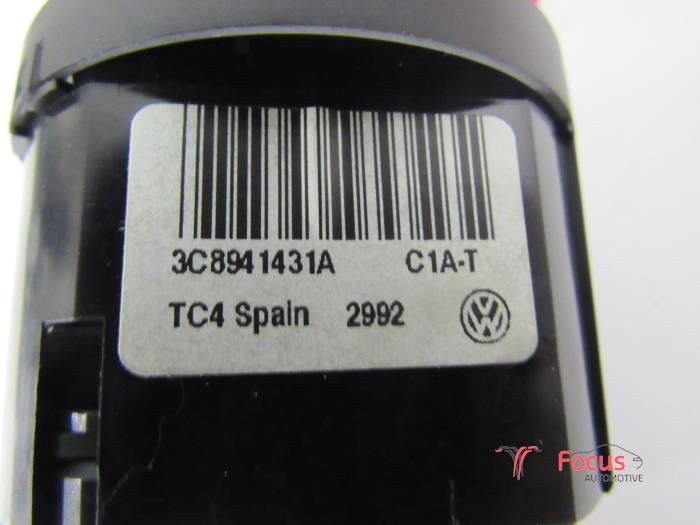 3C8941431A C1A-T
TC4 Spain 2992
Focus
AUTOMOTIVE